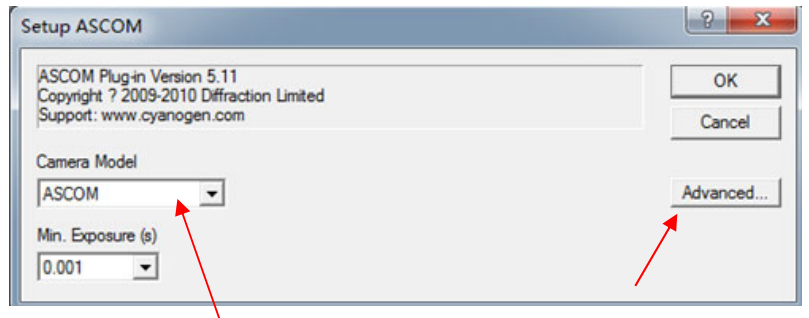 Setup ASCOM
ASCOM Plug-in Version 5.11
Copyright ? 2009-2010 Diffraction Limited
Support: www.cyanogen.com
OK
Cancel
Camera Model
ASCOM
Advanced...
Min. Exposure (s)
0.001